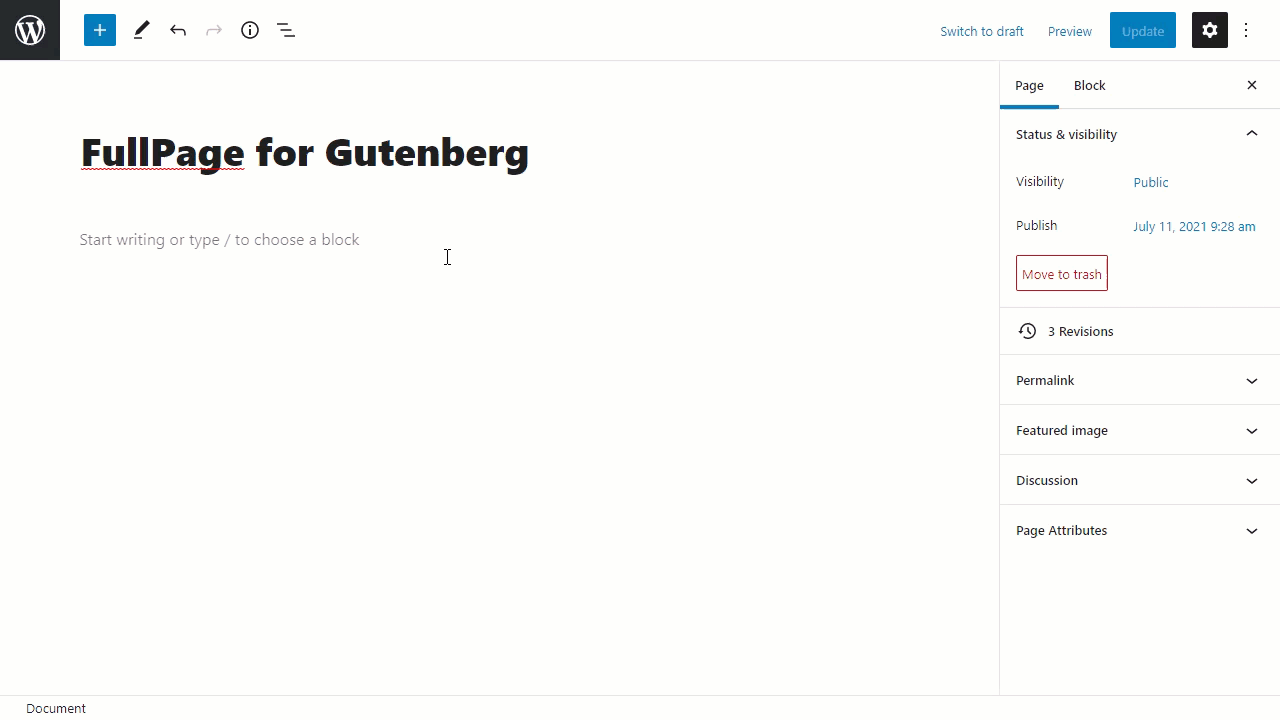 Switch to draft Preview Update
Page Block
FullPage for Gutenberg
Start writing or type / to choose a block
Status & visibility
Visibility Public
Publish July 11, 2021 9:28 am
Move to trash
3 Revisions
Permalink
Featured image
Discussion
Page Attributes
Document